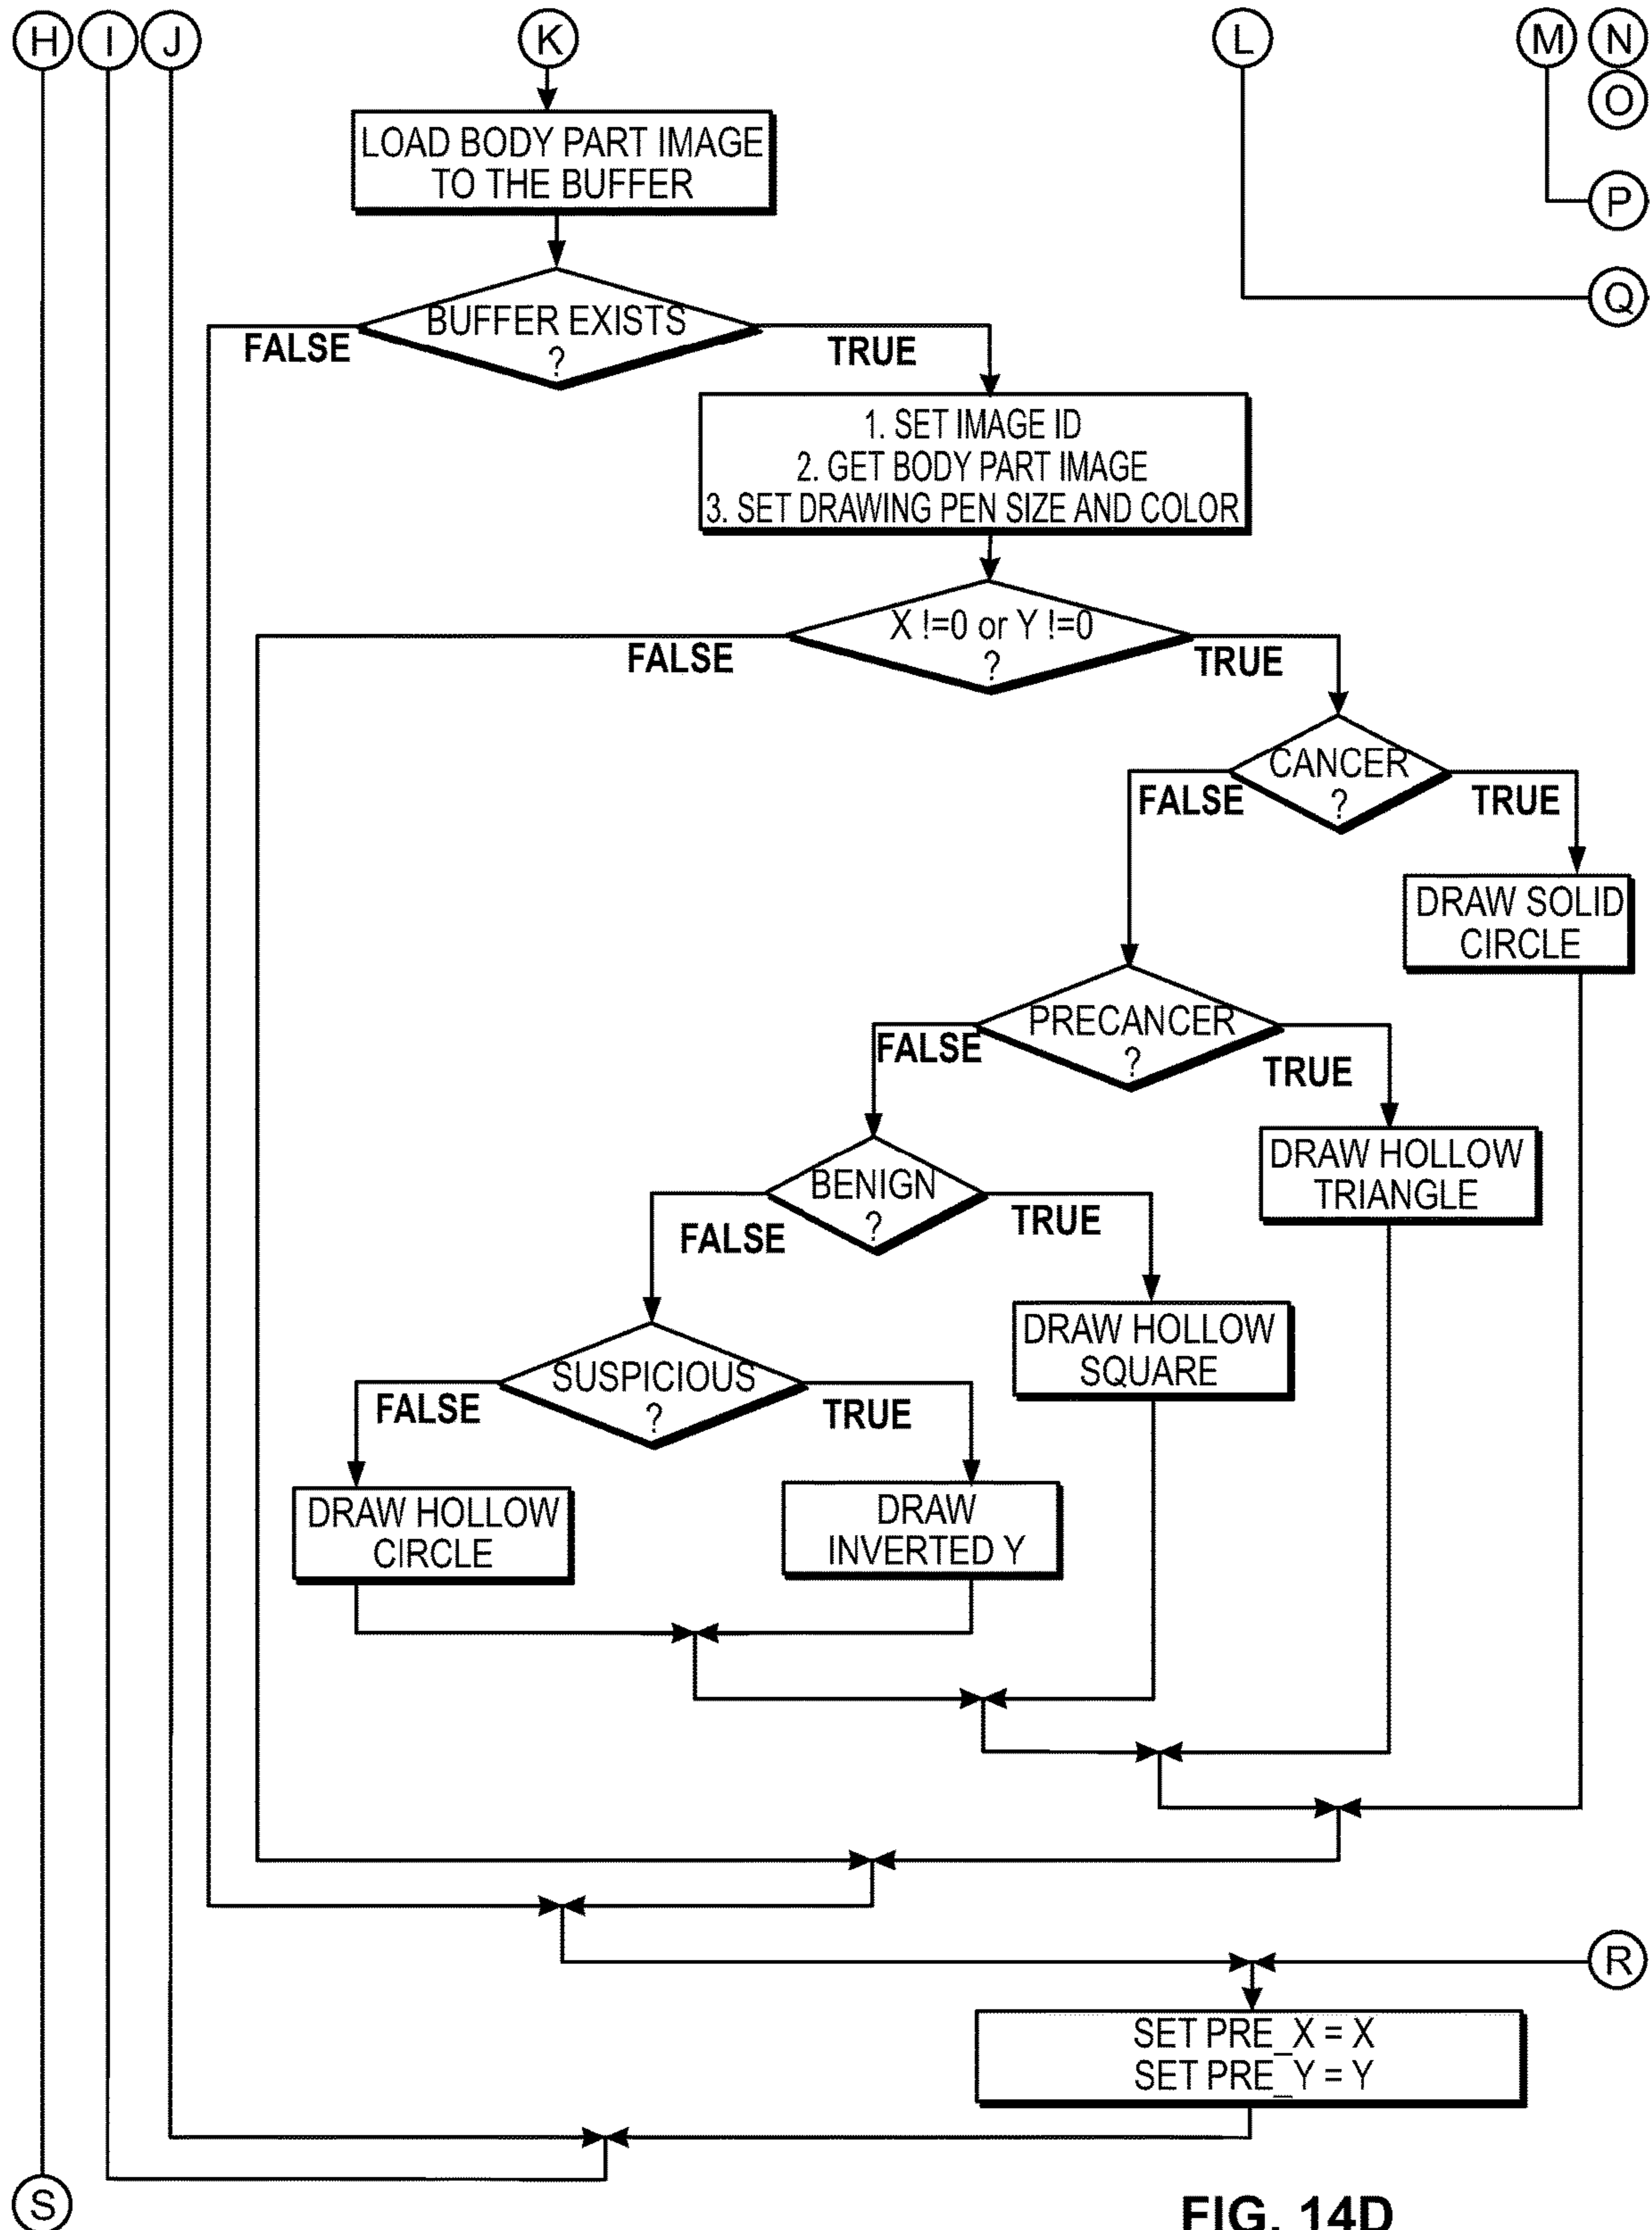 H I J K L M N
O
LOAD BODY PART IMAGE
TO THE BUFFER
P
Q
BUFFER EXISTS
?
FALSE
TRUE
1. SET IMAGE ID
2. GET BODY PART IMAGE
3. SET DRAWING PEN SIZE AND COLOR
X !=0 or Y !=0
?
FALSE
TRUE
CANCER
?
FALSE
TRUE
DRAW SOLID
CIRCLE
PRECANCER
?
FALSE
TRUE
DRAW HOLLOW
TRIANGLE
BENIGN
?
FALSE
TRUE
DRAW HOLLOW
SQUARE
SUSPICIOUS
?
FALSE
TRUE
DRAW HOLLOW
CIRCLE
DRAW
INVERTED Y
R
SET PRE_X = X
SET PRE_Y = Y
S
FIG. 14D